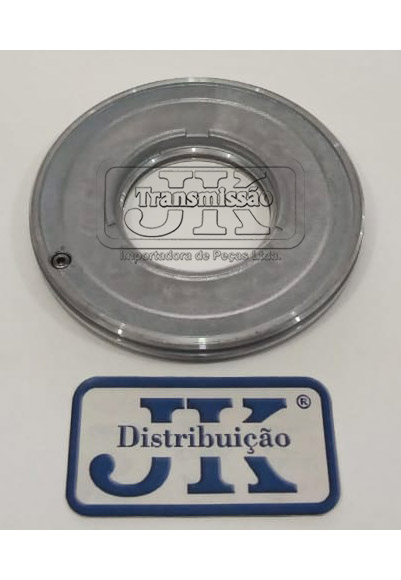 JK
Transmissão
Importadora de Peças Ltda.
JK ®
Distribuição